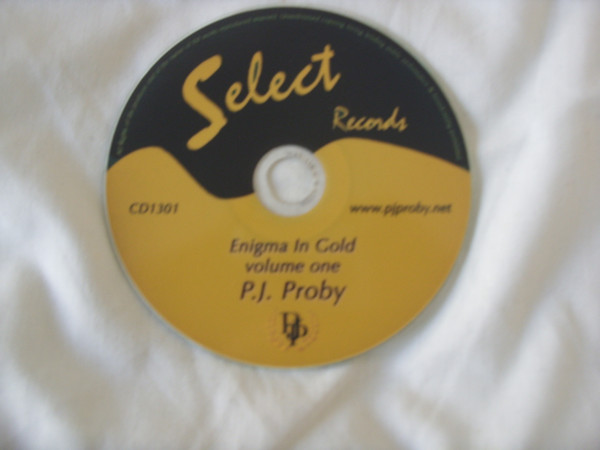 Select
Records
CD1301
www.pjproby.net
Enigma In Gold
volume one
P.J. Proby